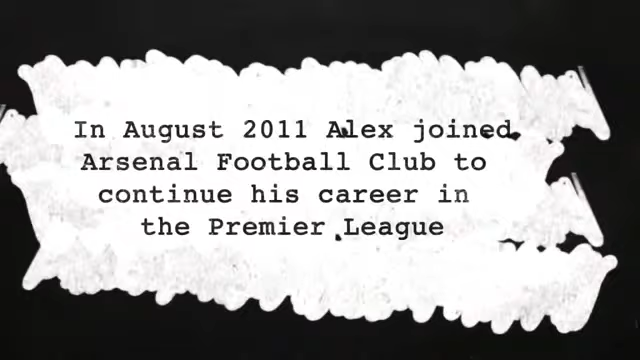 In August 2011 Alex joined
Arsenal Football Club to
continue his career in
the Premier League